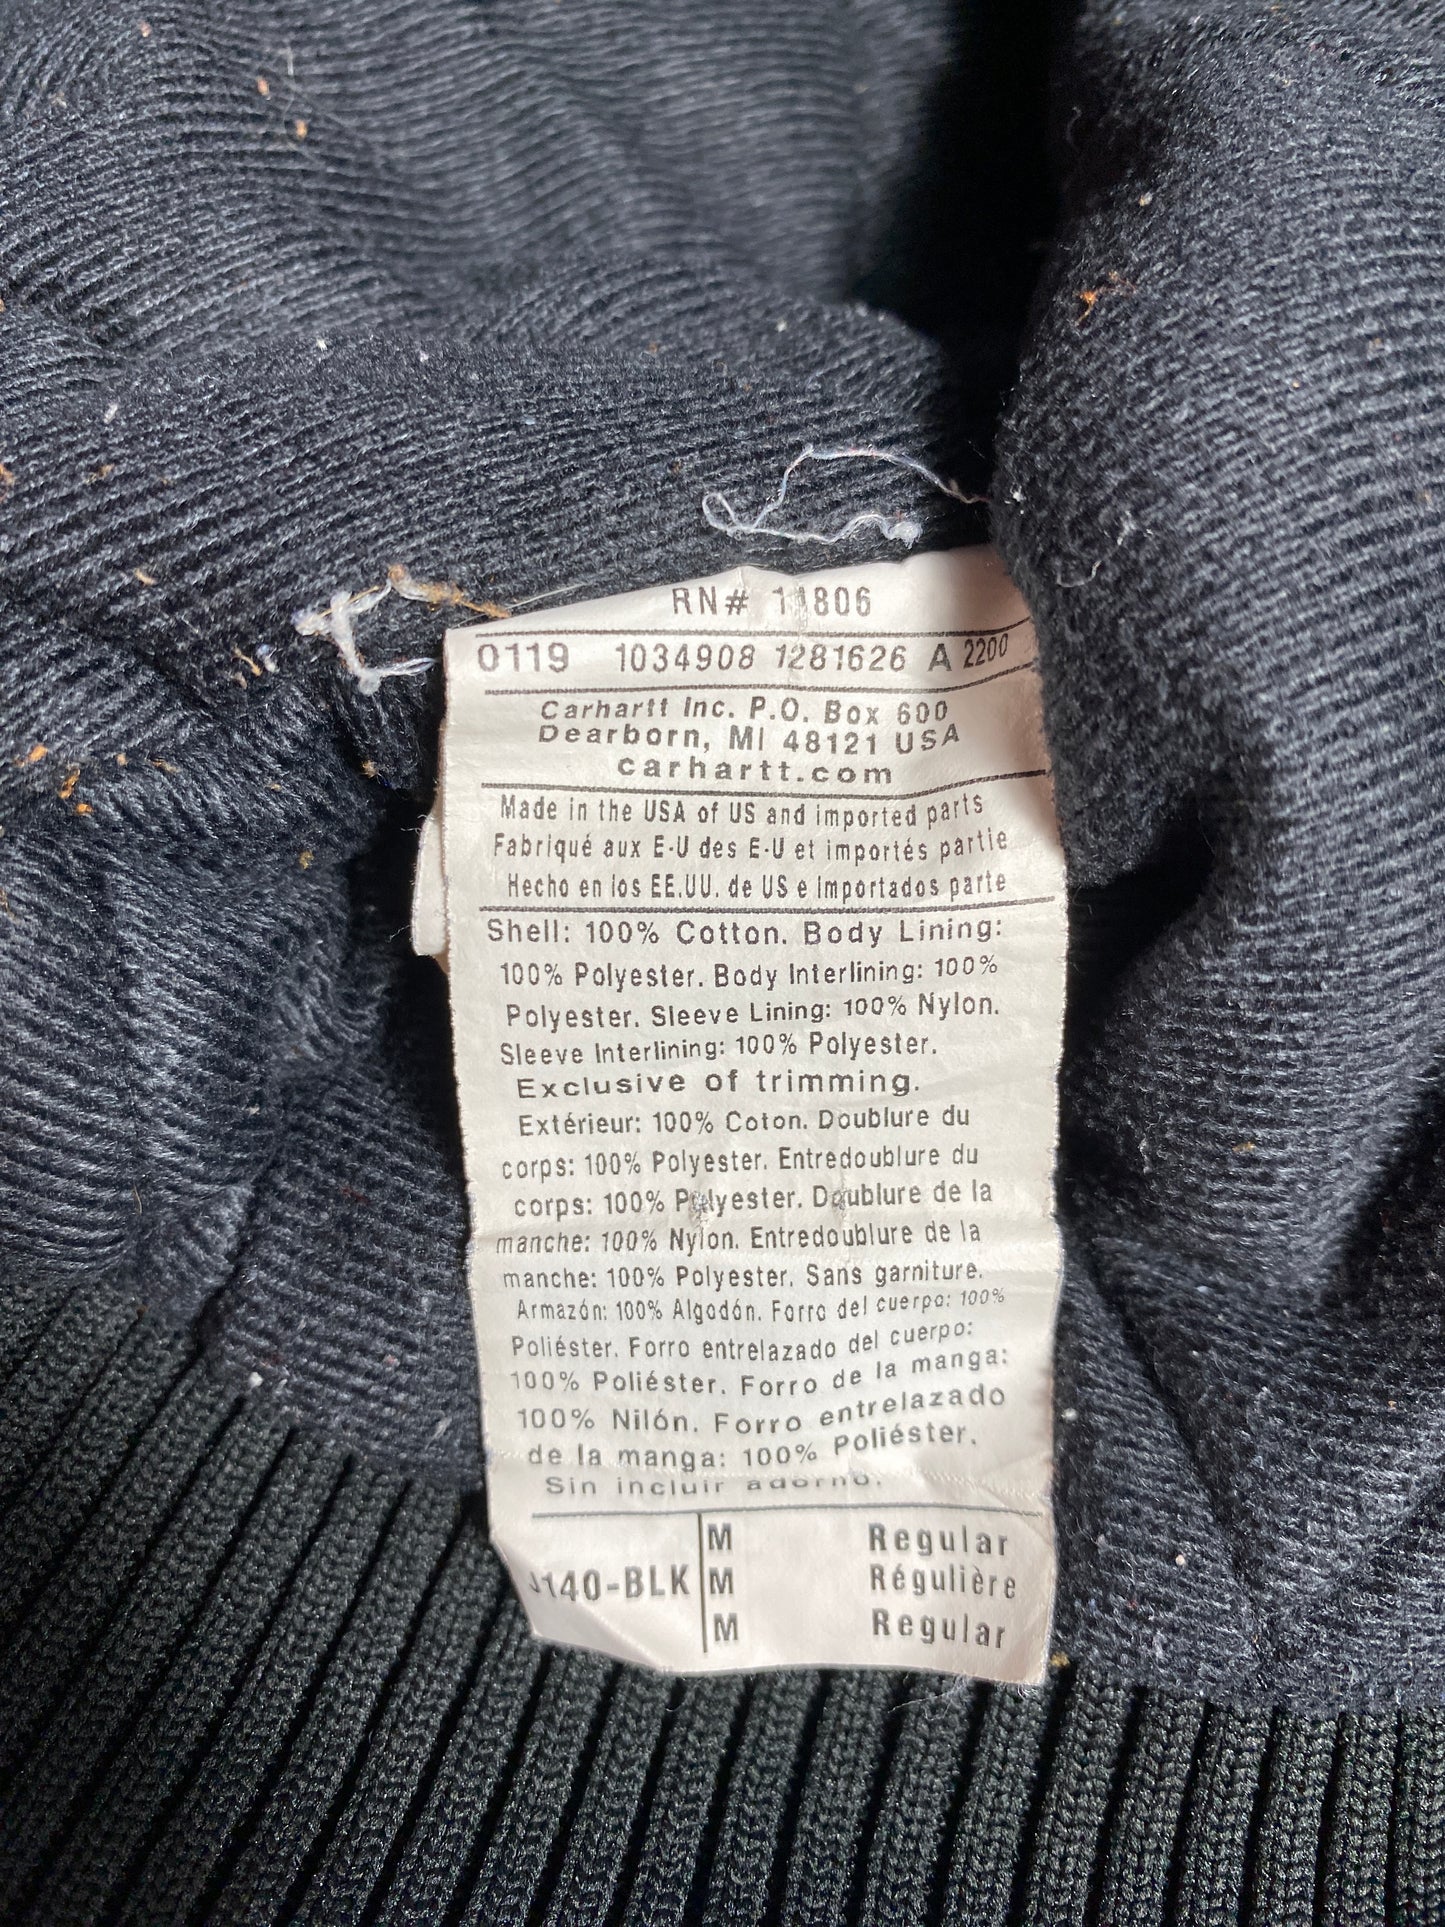 RN# 14806
0119 1034908 1281626 A 2200
Carhartt Inc. P.O. Box 600
Dearborn, MI 48121 USA
carhartt.com
Made in the USA of US and imported parts
Fabriqué aux E-U des E-U et importés partie
Hecho en los EE.UU. de US e Importados parte
Shell: 100% Cotton. Body Lining:
100% Polyester. Body Interlining: 100%
Polyester. Sleeve Lining: 100% Nylon.
Sleeve Interlining: 100% Polyester.
Exclusive of trimming.
Extérieur: 100% Coton. Doublure du
corps: 100% Polyester. Entredoublure du
corps: 100% Polyester. Doublure de la
manche: 100% Nylon. Entredoublure de la
manche: 100% Polyester. Sans garniture.
Armazón: 100% Algodón. Forro del cuerpo: 100%
Poliéster. Forro entrelazado del cuerpo:
100% Poliéster. Forro de la manga:
100% Nilón. Forro entrelazado
de la manga: 100% Poliéster.
Sin incluir adorno.
J140-BLK
M Regular
M Régulière
M Regular